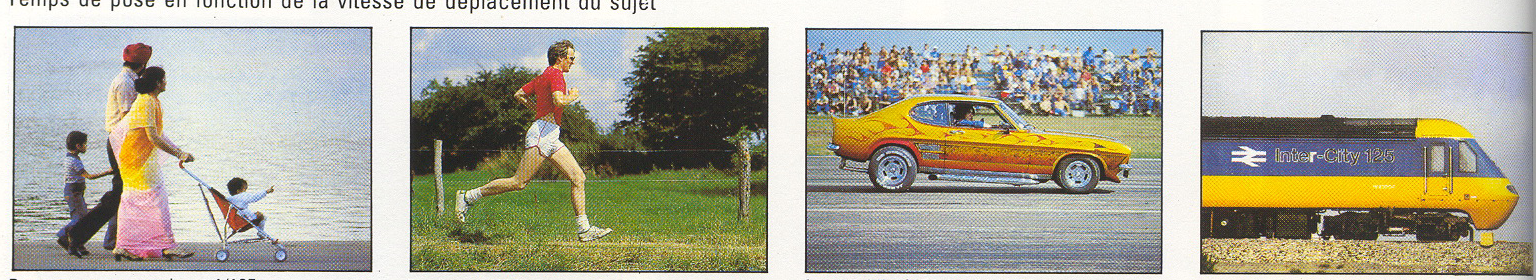 Temps de pose en fonction de la vitesse de déplacement du sujet
Inter-City 125